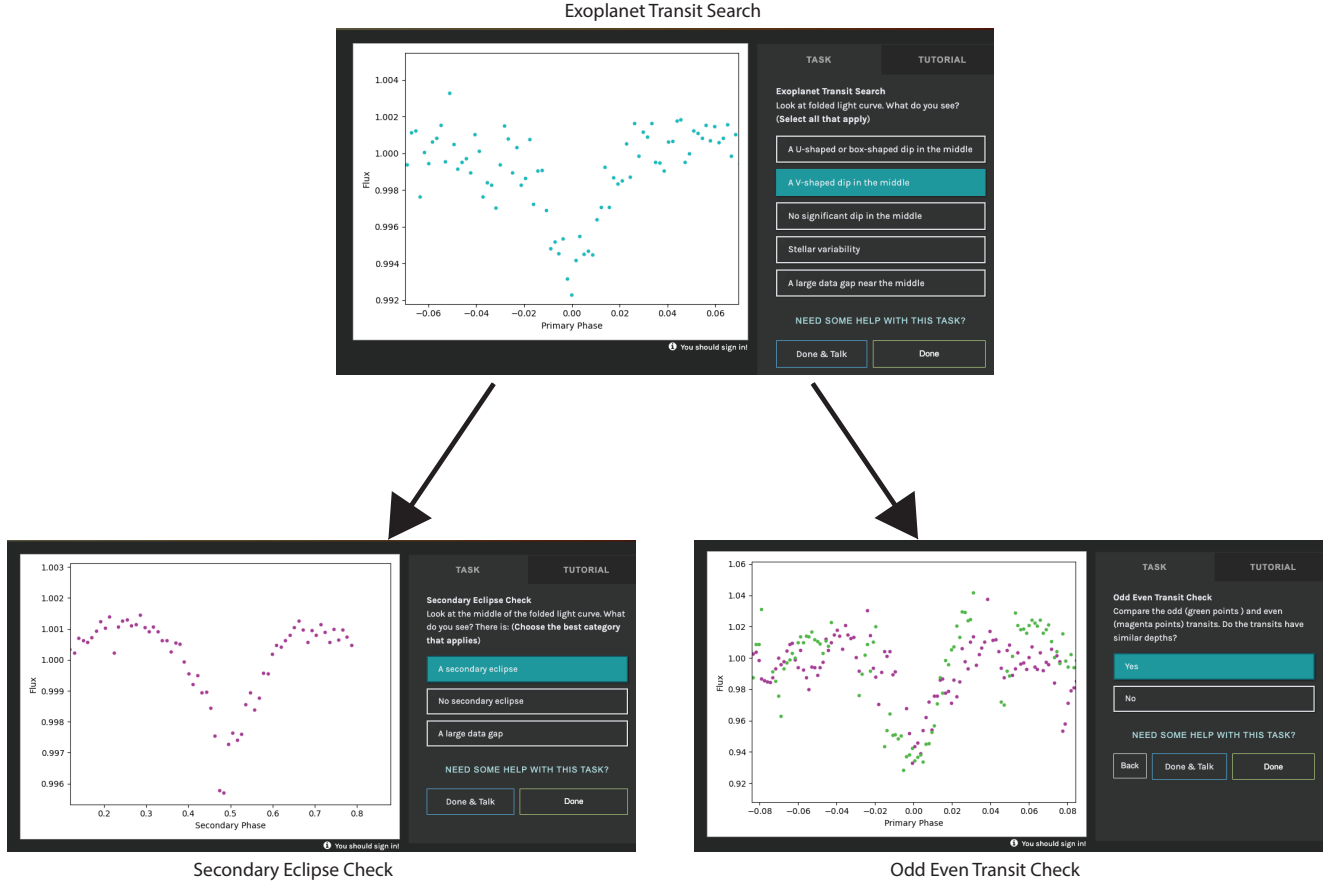 Exoplanet Transit Search
TASK
TUTORIAL
Exoplanet Transit Search
Look at folded light curve. What do you see?
(Select all that apply)
A U-shaped or box-shaped dip in the middle
A V-shaped dip in the middle
No significant dip in the middle
Stellar variability
A large data gap near the middle
NEED SOME HELP WITH THIS TASK?
Done & Talk
Done
1.004
1.002
1.000
0.998
0.996
0.994
0.992
Flux
−0.06 −0.04 −0.02 0.00 0.02 0.04 0.06
Primary Phase
You should sign in!
1.003
1.002
1.001
1.000
0.999
0.998
0.997
0.996
Flux
0.2 0.3 0.4 0.5 0.6 0.7 0.8
Secondary Phase
You should sign in!
TASK
TUTORIAL
Secondary Eclipse Check
Look at the middle of the folded light curve. What
do you see? There is: (Choose the best category
that applies)
A secondary eclipse
No secondary eclipse
A large data gap
NEED SOME HELP WITH THIS TASK?
Done & Talk
Done
Secondary Eclipse Check
1.06
1.04
1.02
1.00
0.98
0.96
0.94
0.92
Flux
−0.08 −0.06 −0.04 −0.02 0.00 0.02 0.04 0.06 0.08
Primary Phase
You should sign in!
TASK
TUTORIAL
Odd Even Transit Check
Compare the odd (green points ) and even
(magenta points) transits. Do the transits have
similar depths?
Yes
No
NEED SOME HELP WITH THIS TASK?
Back
Done & Talk
Done
Odd Even Transit Check